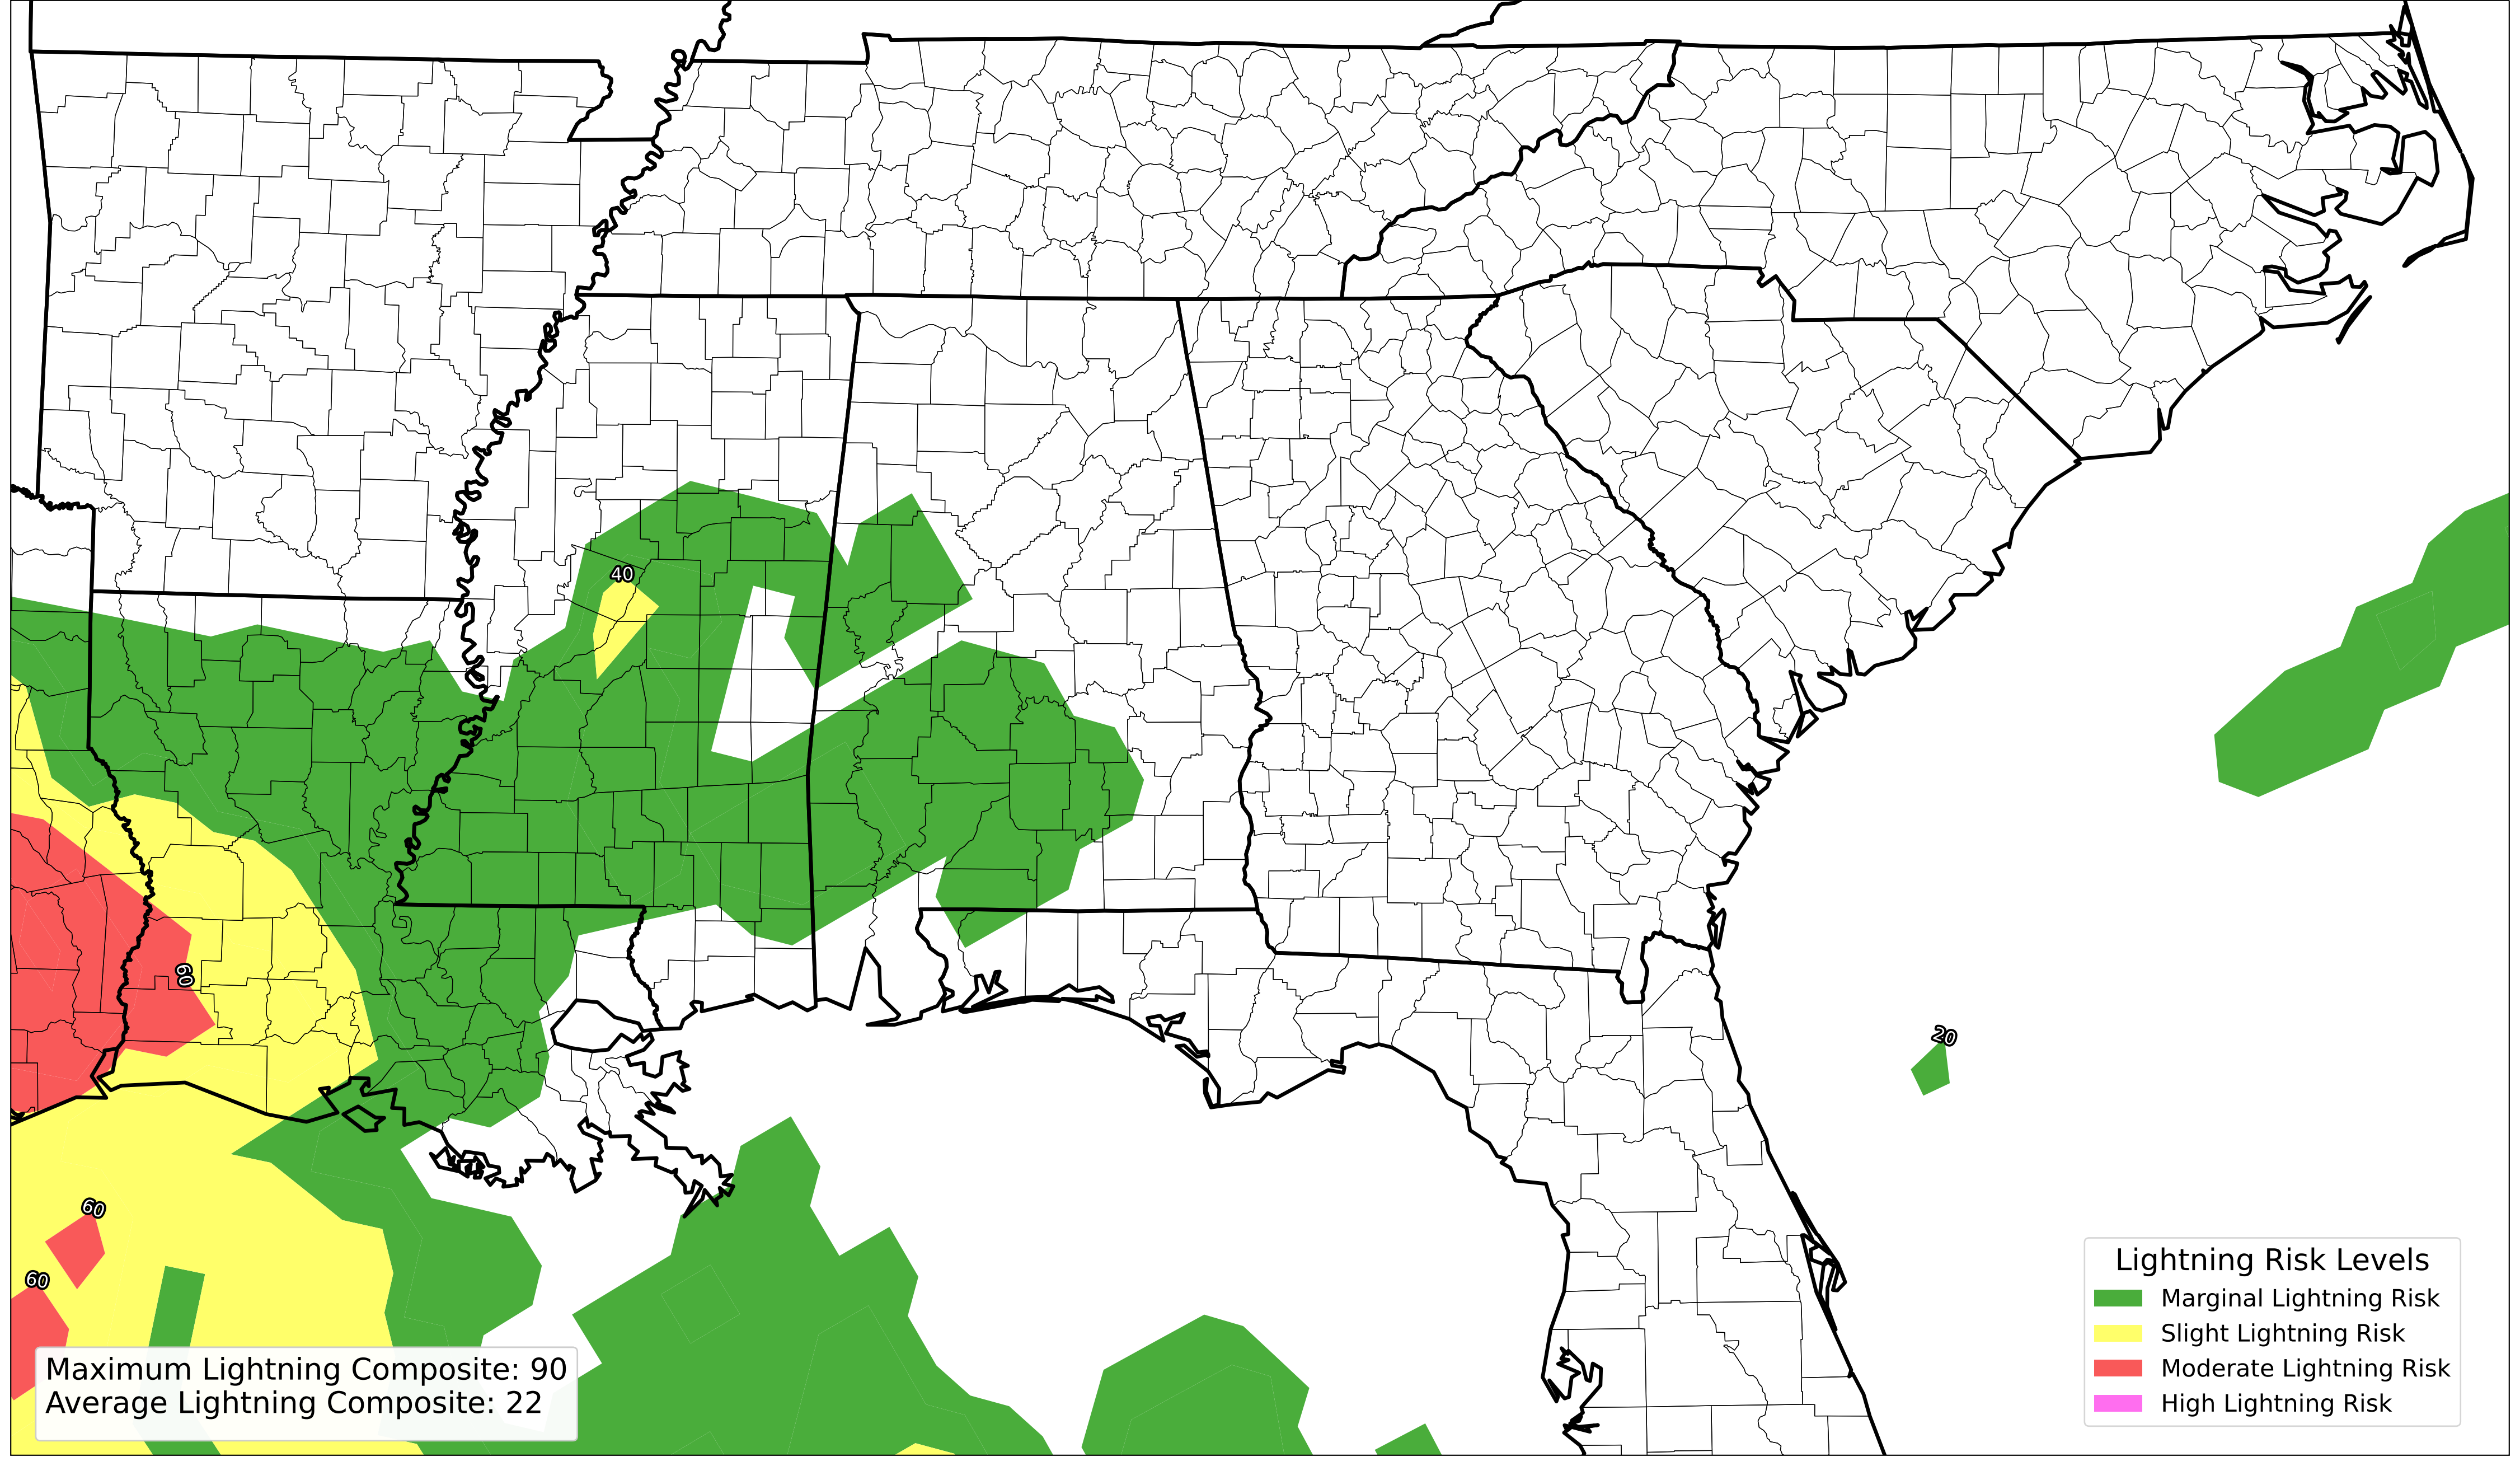 40
60
20
60
60
Lightning Risk Levels
Marginal Lightning Risk
Slight Lightning Risk
Moderate Lightning Risk
High Lightning Risk
Maximum Lightning Composite: 90
Average Lightning Composite: 22